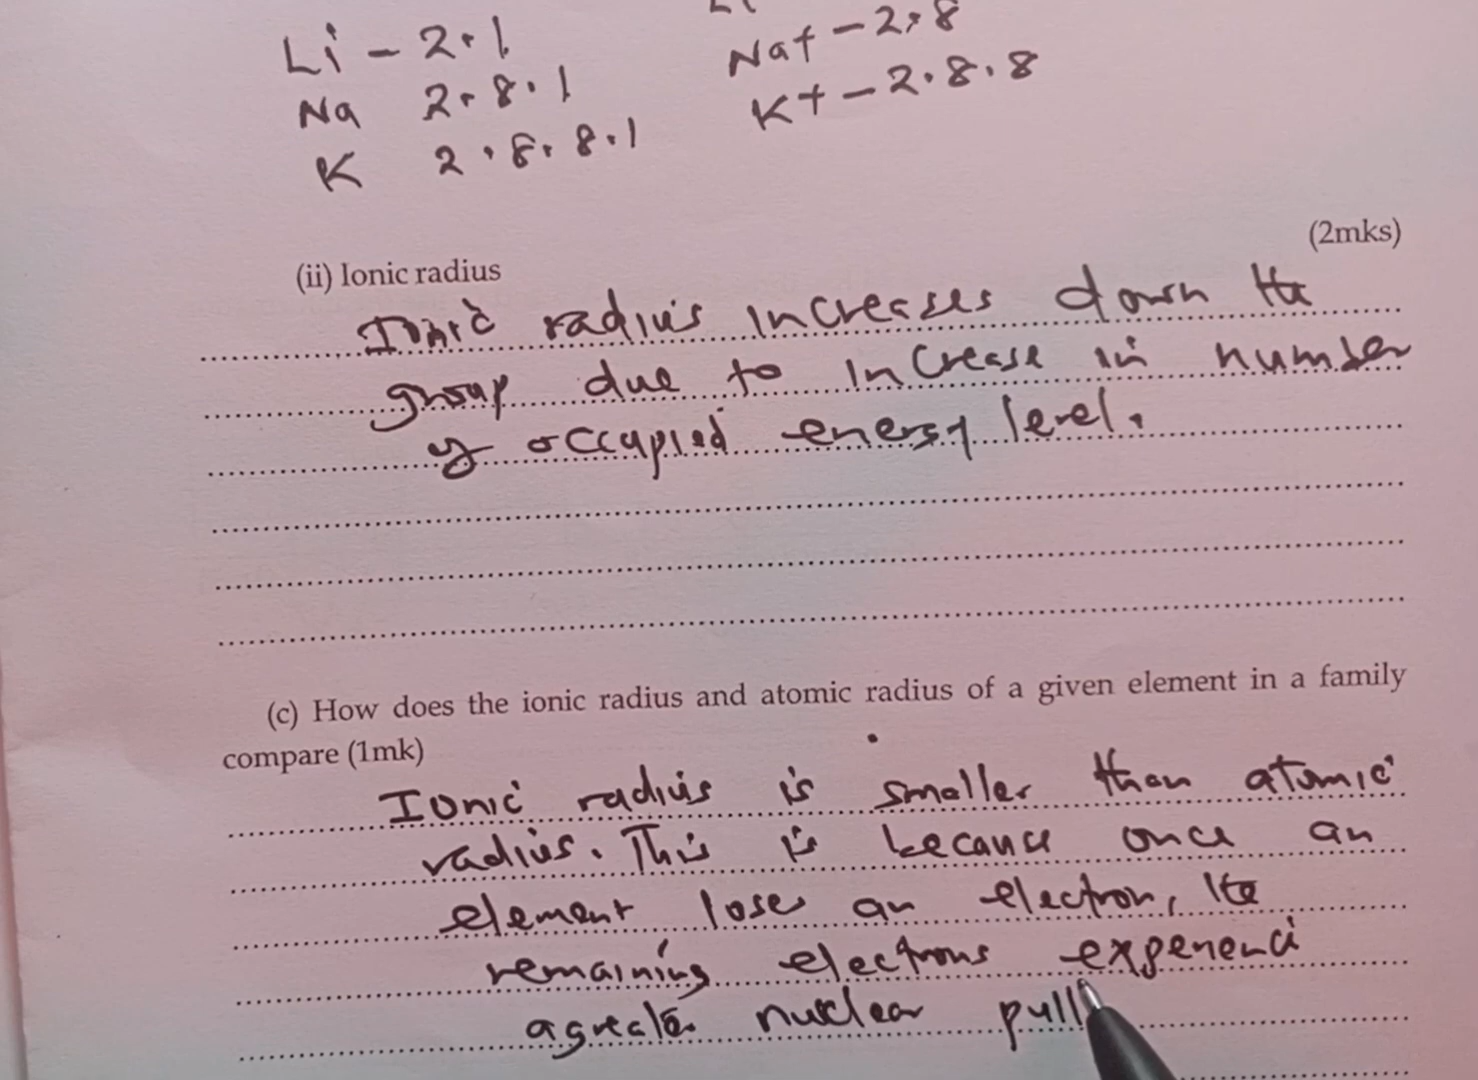 Li - 2.1
Na+ - 2.8
Na 2.8.1
K+ - 2.8.8
K 2.8.8.1
(2mks)
(ii) Ionic radius
Ionic radius increases down the
group due to increase in number
of occupied energy level.
(c) How does the ionic radius and atomic radius of a given element in a family
compare (1mk)
Ionic radius is smaller than atomic
radius. This is because once an
element loses an electron, the
remaining electrons experience
a greater nuclear pull